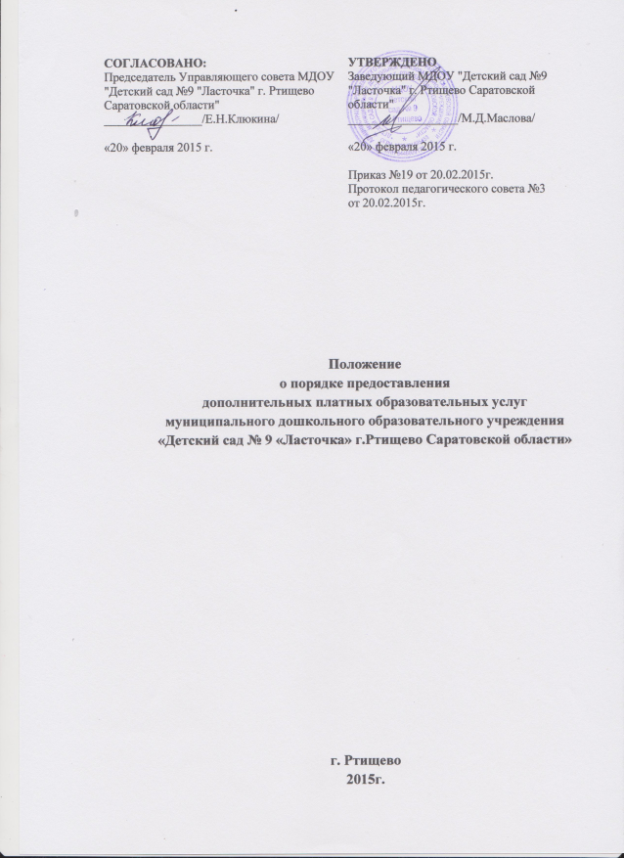 СОГЛАСОВАНО:
Председатель Управляющего совета МДОУ
"Детский сад №9 "Ласточка" г. Ртищево
Саратовской области"
/Е.Н.Клюкина/
«20» февраля 2015 г.
УТВЕРЖДЕНО
Заведующий МДОУ "Детский сад №9
"Ласточка" г. Ртищево Саратовской
области"
/М.Д.Маслова/
«20» февраля 2015 г.
Приказ №19 от 20.02.2015г.
Протокол педагогического совета №3
от 20.02.2015г.
Положение
о порядке предоставления
дополнительных платных образовательных услуг
муниципального дошкольного образовательного учреждения
«Детский сад № 9 «Ласточка» г.Ртищево Саратовской области»
г. Ртищево
2015г.